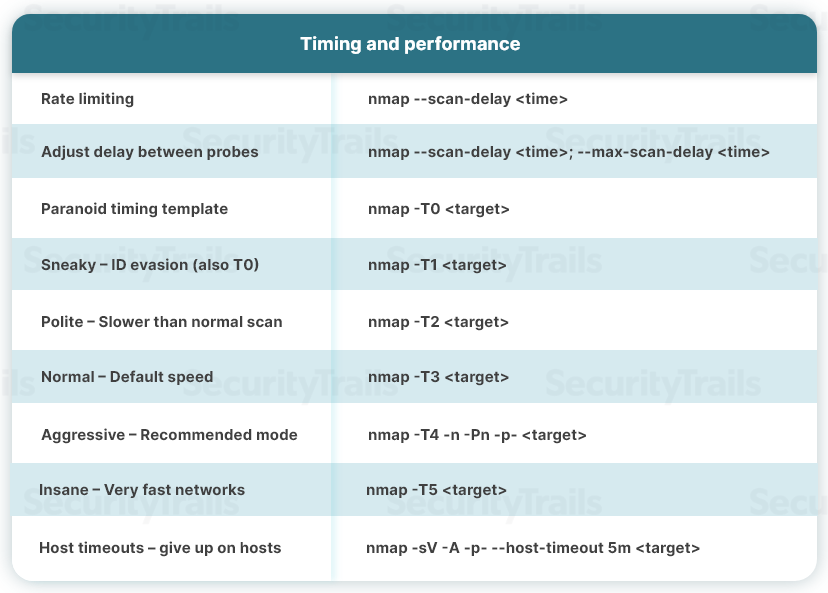 Timing and performance
Rate limiting nmap --scan-delay <time>
Adjust delay between probes nmap --scan-delay <time>; --max-scan-delay <time>
Paranoid timing template nmap -T0 <target>
Sneaky – ID evasion (also T0) nmap -T1 <target>
Polite – Slower than normal scan nmap -T2 <target>
Normal – Default speed nmap -T3 <target>
Aggressive – Recommended mode nmap -T4 -n -Pn -p- <target>
Insane – Very fast networks nmap -T5 <target>
Host timeouts – give up on hosts nmap -sV -A -p- --host-timeout 5m <target>
SecurityTrails